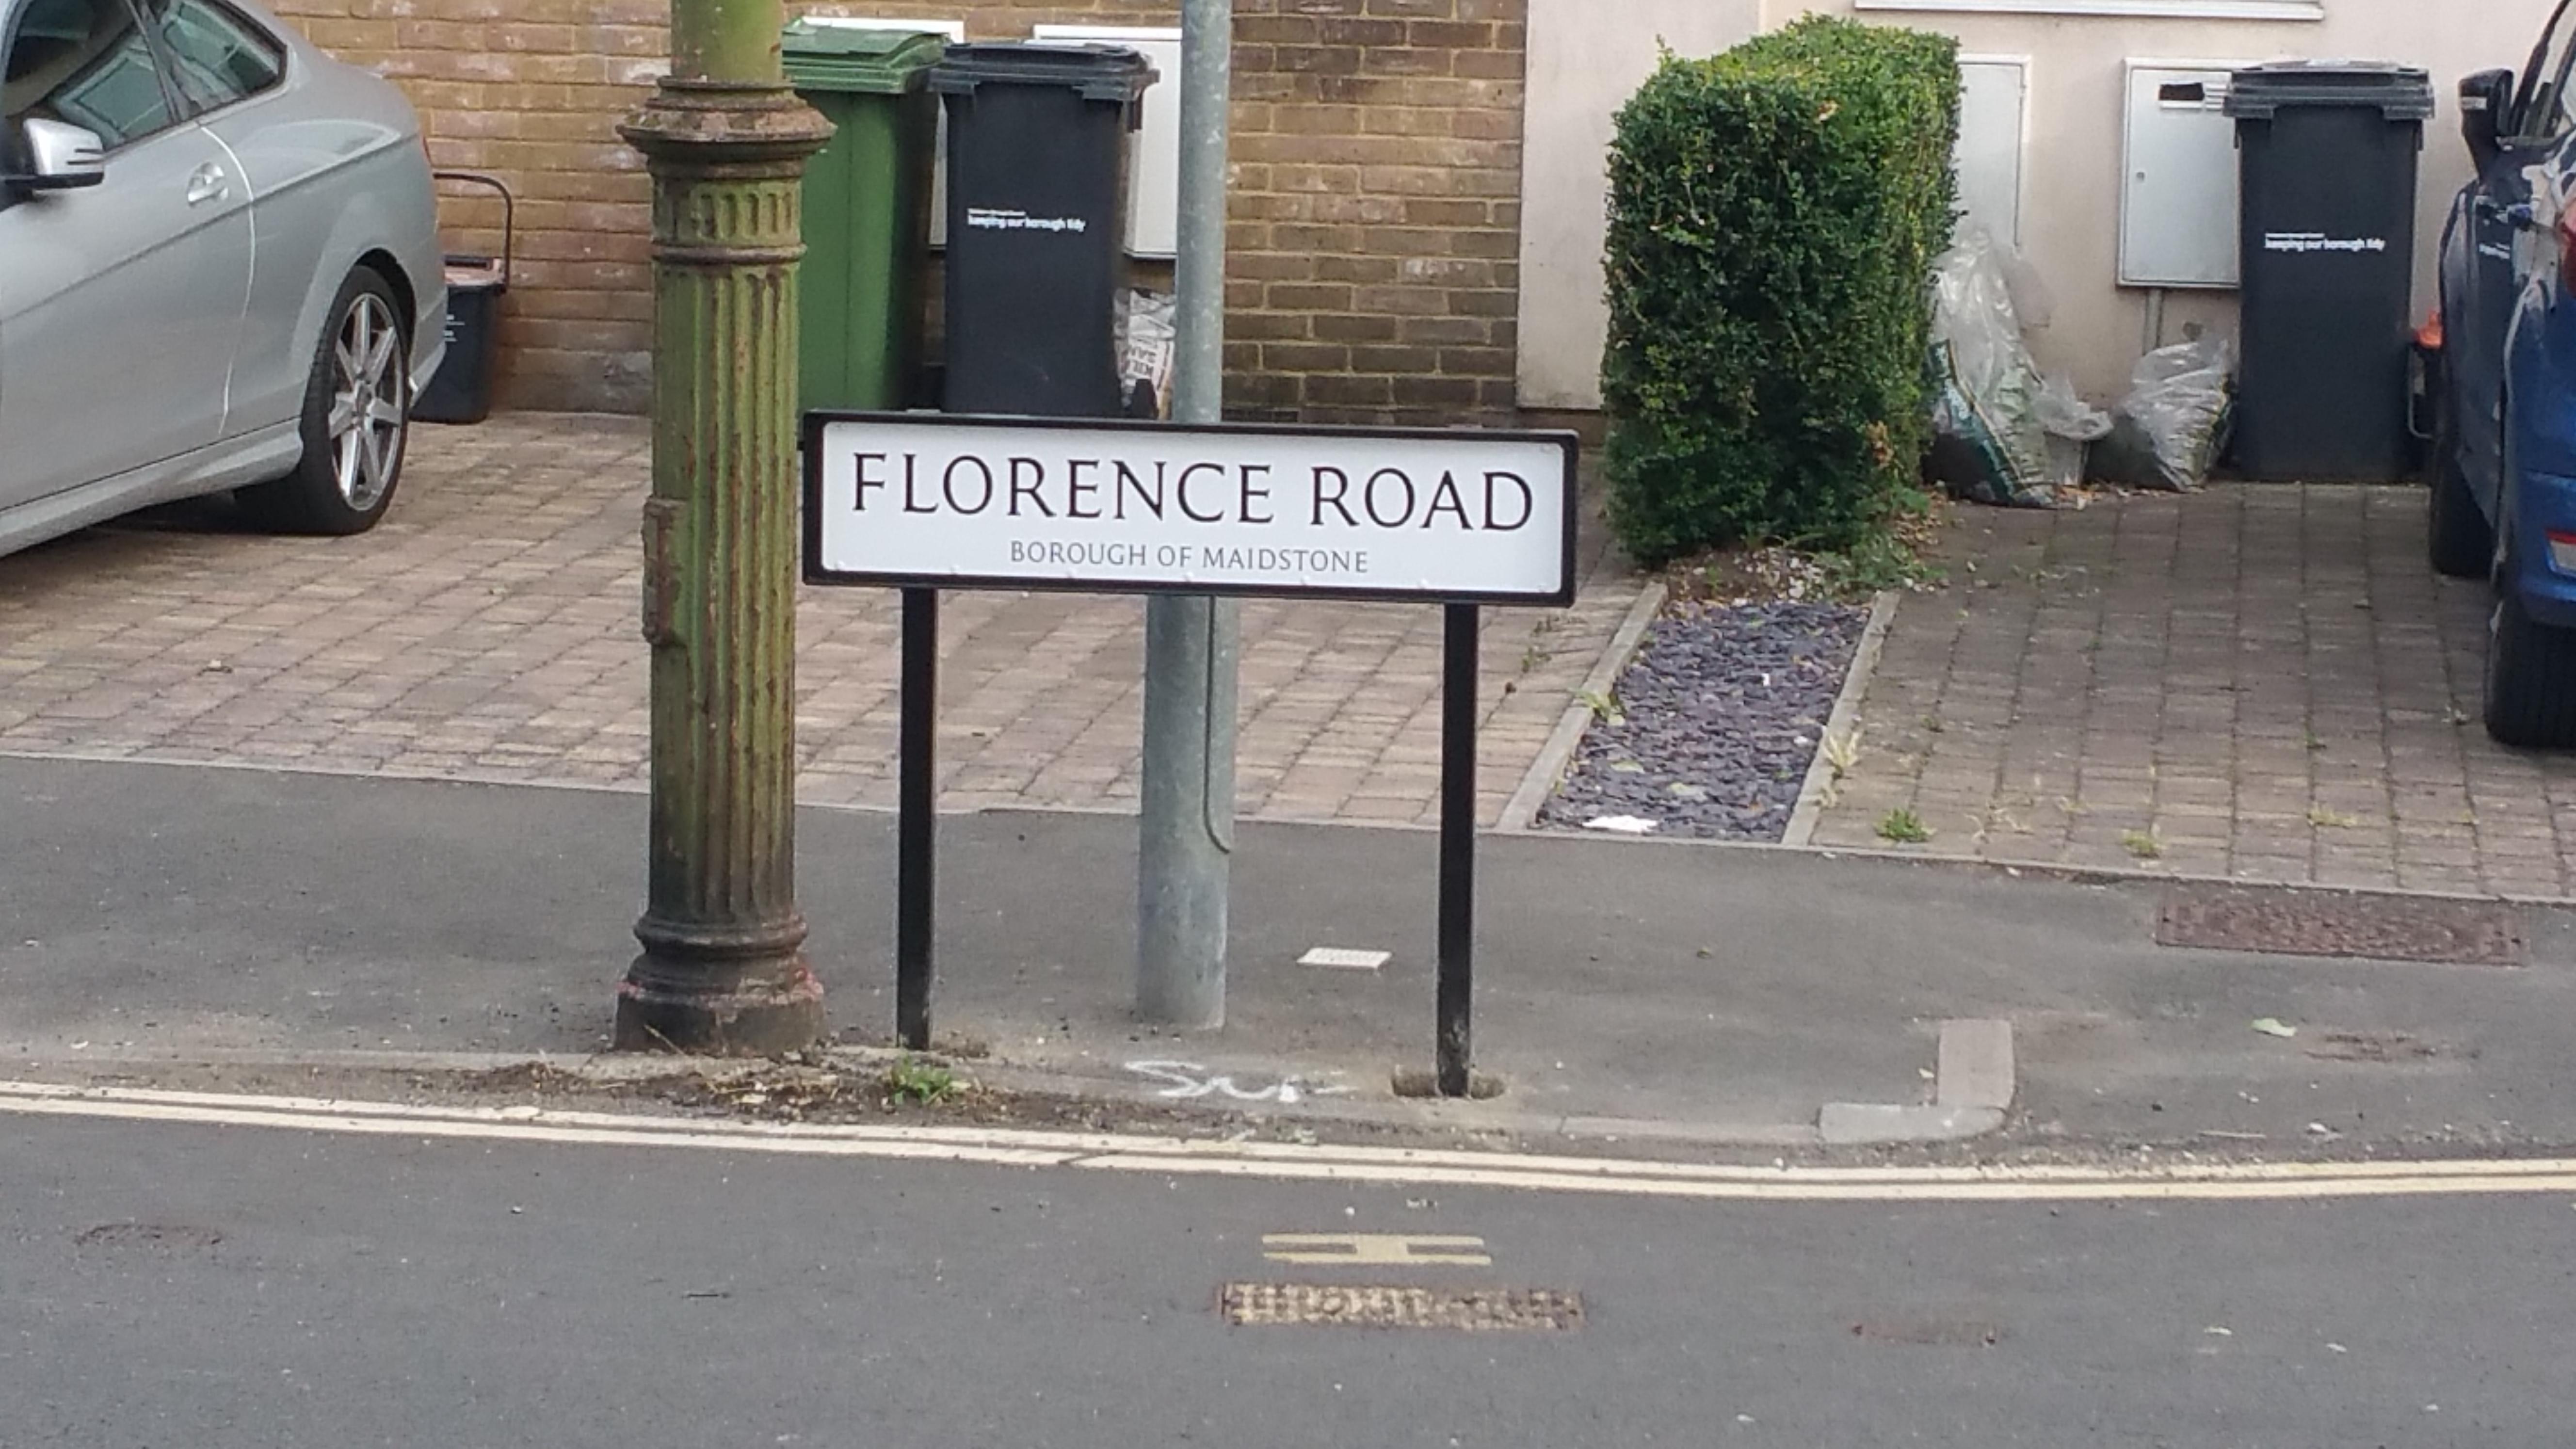 keeping our borough tidy
keeping our borough tidy
FLORENCE ROAD
BOROUGH OF MAIDSTONE